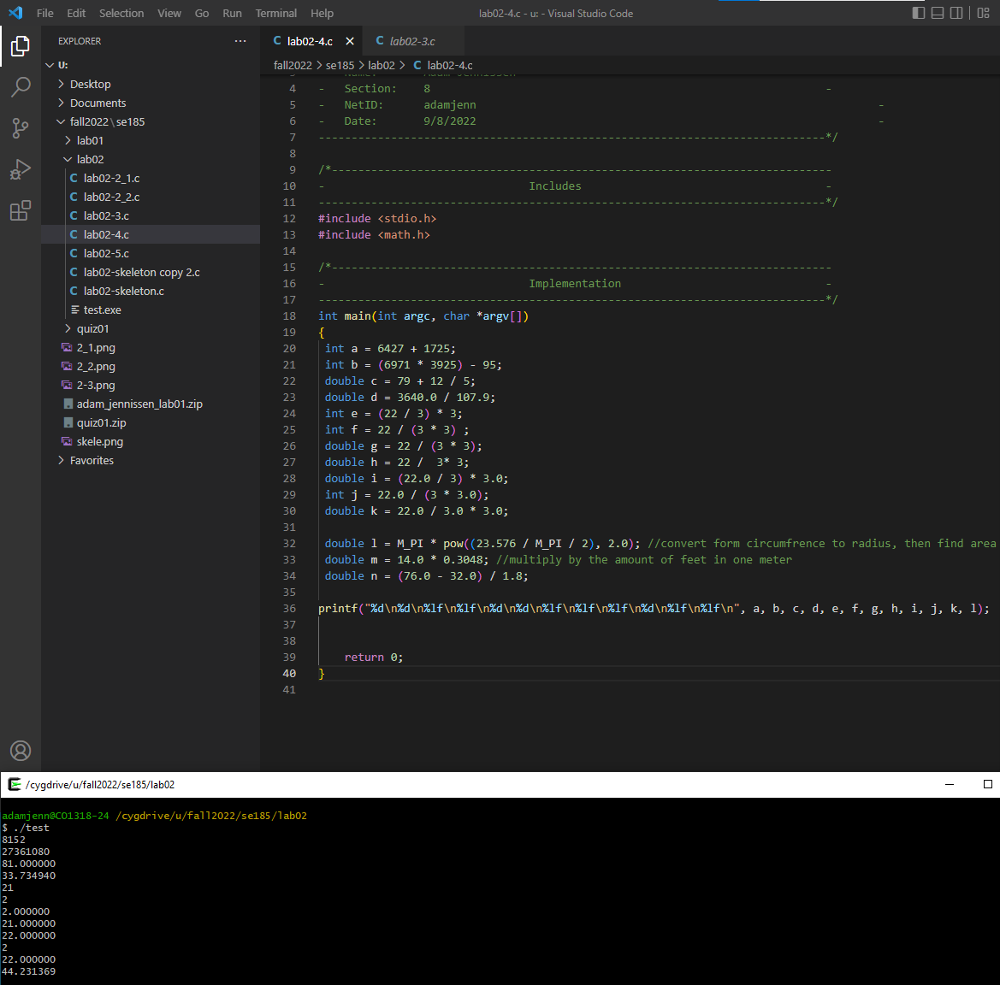 File Edit Selection View Go Run Terminal Help lab02-4.c - u: - Visual Studio Code
EXPLORER ···
U:
Desktop
Documents
fall2022\se185
lab01
lab02
C lab02-2_1.c
C lab02-2_2.c
C lab02-3.c
C lab02-4.c
C lab02-5.c
C lab02-skeleton copy 2.c
C lab02-skeleton.c
test.exe
quiz01
2_1.png
2_2.png
2-3.png
adam_jennissen_lab01.zip
quiz01.zip
skele.png
Favorites
C lab02-4.c × C lab02-3.c
fall2022 > se185 > lab02 > C lab02-4.c
3 - Name: Adam Jennissen
4 - Section: 8 -
5 - NetID: adamjenn -
6 - Date: 9/8/2022 -
7 -----------------------------------------------------------------------------*/
8
9 /*----------------------------------------------------------------------------
10 - Includes -
11 -----------------------------------------------------------------------------*/
12 #include <stdio.h>
13 #include <math.h>
14
15 /*----------------------------------------------------------------------------
16 - Implementation -
17 -----------------------------------------------------------------------------*/
18 int main(int argc, char *argv[])
19 {
20 int a = 6427 + 1725;
21 int b = (6971 * 3925) - 95;
22 double c = 79 + 12 / 5;
23 double d = 3640.0 / 107.9;
24 int e = (22 / 3) * 3;
25 int f = 22 / (3 * 3) ;
26 double g = 22 / (3 * 3);
27 double h = 22 /  3* 3;
28 double i = (22.0 / 3) * 3.0;
29 int j = 22.0 / (3 * 3.0);
30 double k = 22.0 / 3.0 * 3.0;
31
32 double l = M_PI * pow((23.576 / M_PI / 2), 2.0); //convert form circumfrence to radius, then find area
33 double m = 14.0 * 0.3048; //multiply by the amount of feet in one meter
34 double n = (76.0 - 32.0) / 1.8;
35
36 printf("%d\n%d\n%lf\n%lf\n%d\n%d\n%lf\n%lf\n%lf\n%d\n%lf\n%lf\n", a, b, c, d, e, f, g, h, i, j, k, l);
37
38
39 return 0;
40 }
41
/cygdrive/u/fall2022/se185/lab02
adamjenn@CO1318-24 /cygdrive/u/fall2022/se185/lab02
$ ./test
8152
27361080
81.000000
33.734940
21
2
2.000000
21.000000
22.000000
2
22.000000
44.231369